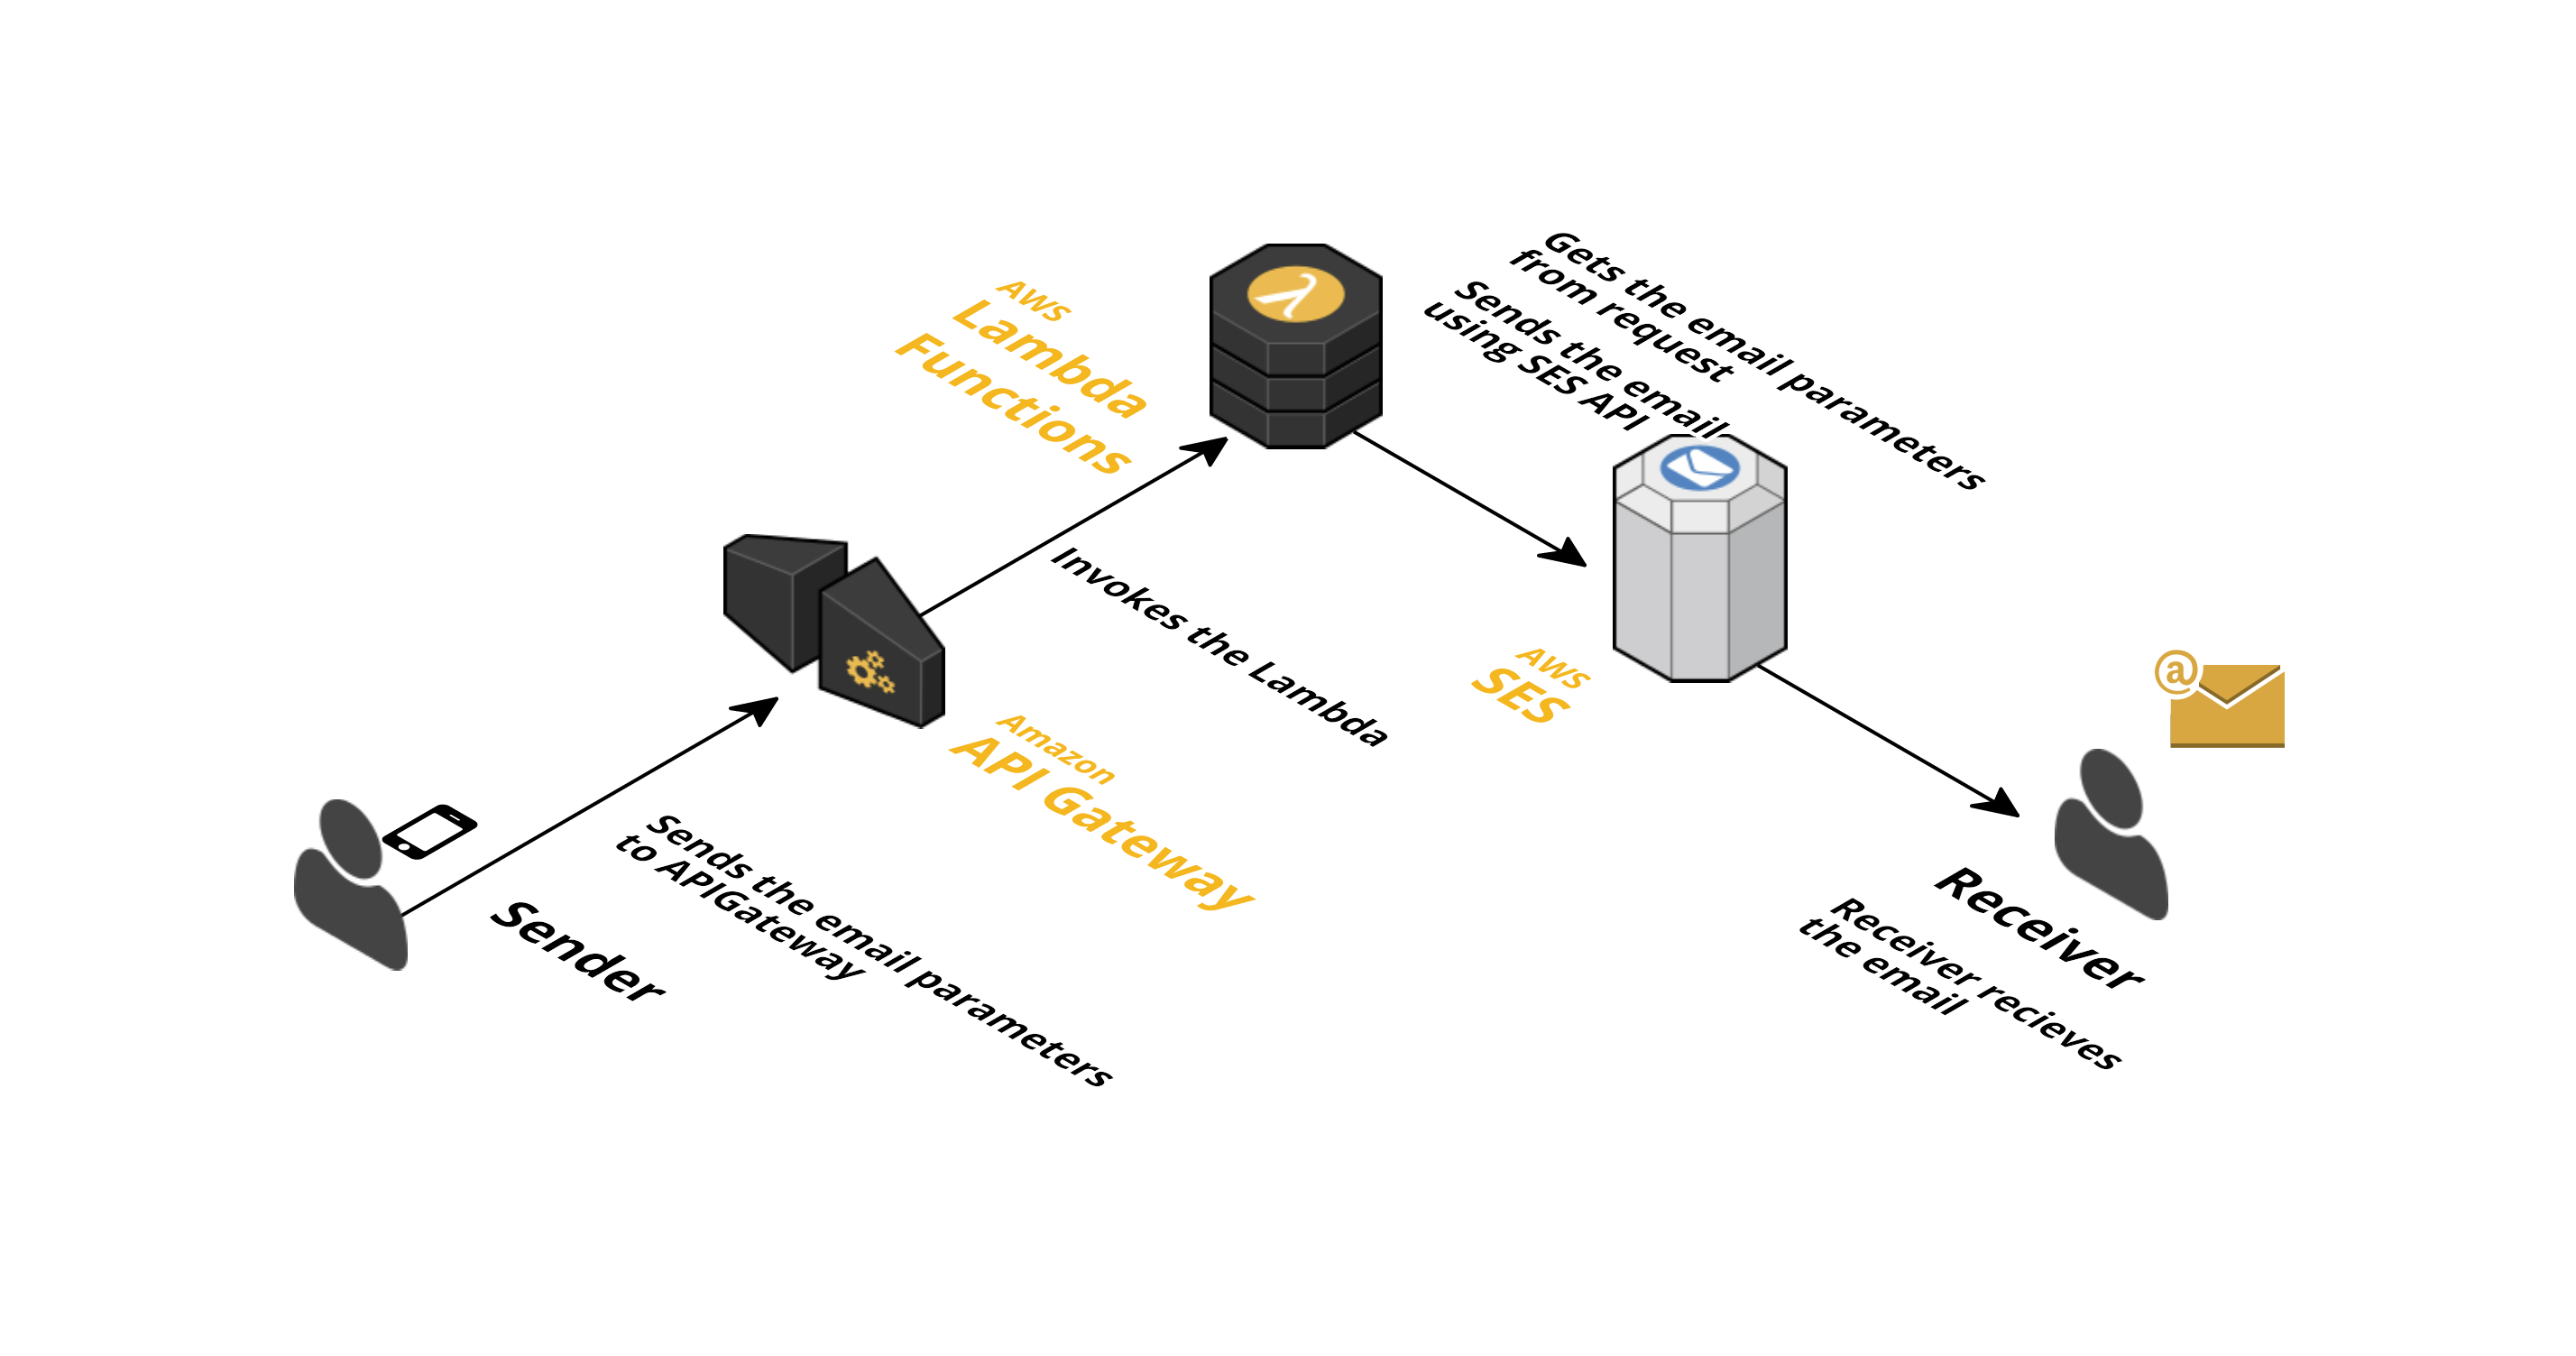 Gets the email parameters
from request
Sends the email
using SES API
AWS
Lambda
Functions
Invokes the Lambda
AWS
SES
Amazon
API Gateway
Sends the email parameters
to APIGateway
Sender
@
Receiver
Receiver recieves
the email